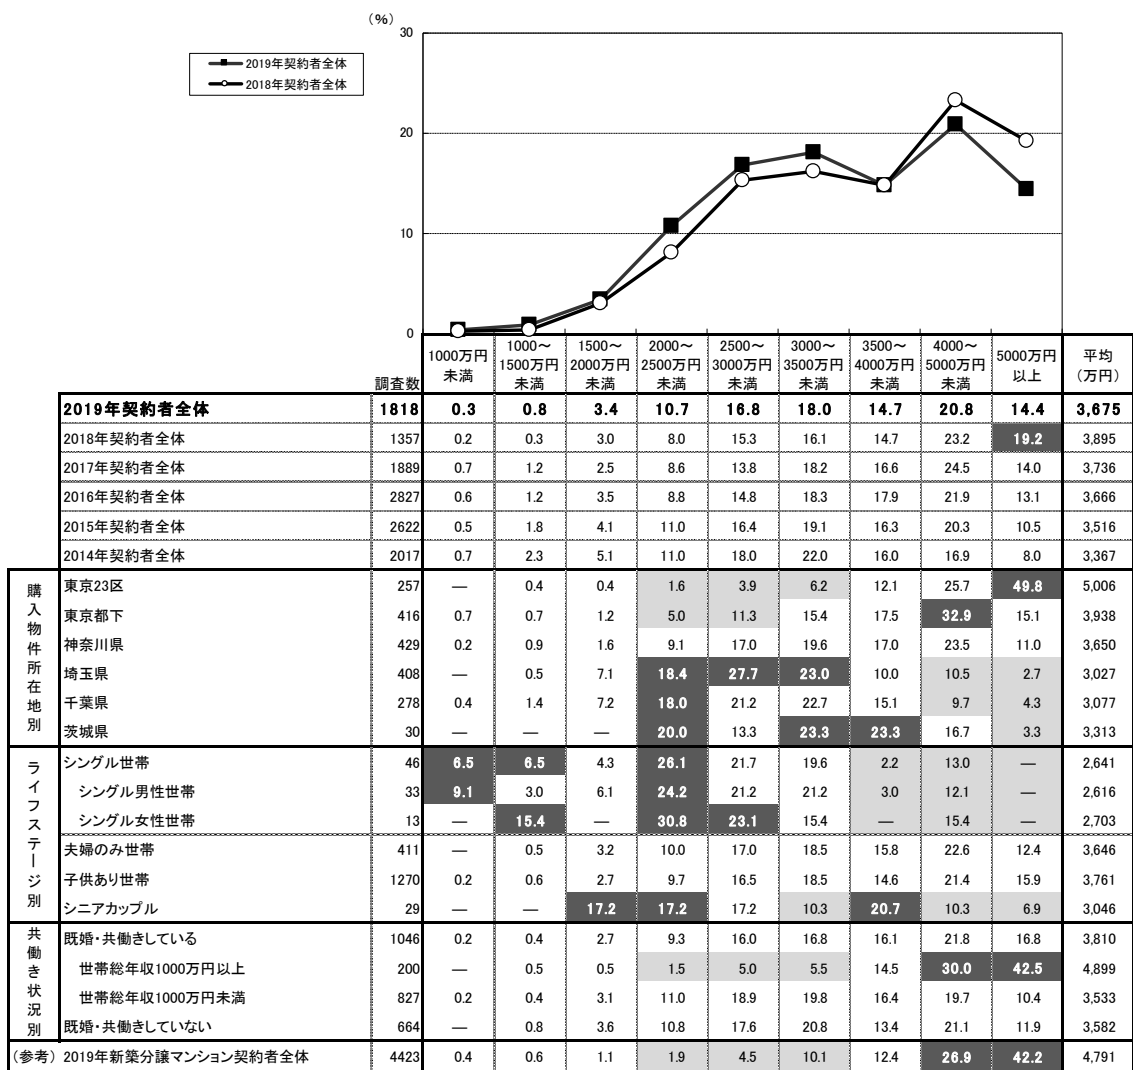 (%)
30
2019年契約者全体
2018年契約者全体
20
10
0
調査数 1000万円未満 1000～1500万円未満 1500～2000万円未満 2000～2500万円未満 2500～3000万円未満 3000～3500万円未満 3500～4000万円未満 4000～5000万円未満 5000万円以上 平均（万円）
2019年契約者全体 1818 0.3 0.8 3.4 10.7 16.8 18.0 14.7 20.8 14.4 3,675
2018年契約者全体 1357 0.2 0.3 3.0 8.0 15.3 16.1 14.7 23.2 19.2 3,895
2017年契約者全体 1889 0.7 1.2 2.5 8.6 13.8 18.2 16.6 24.5 14.0 3,736
2016年契約者全体 2827 0.6 1.2 3.5 8.8 14.8 18.3 17.9 21.9 13.1 3,666
2015年契約者全体 2622 0.5 1.8 4.1 11.0 16.4 19.1 16.3 20.3 10.5 3,516
2014年契約者全体 2017 0.7 2.3 5.1 11.0 18.0 22.0 16.0 16.9 8.0 3,367
購入物件所在地別
東京23区 257 ― 0.4 0.4 1.6 3.9 6.2 12.1 25.7 49.8 5,006
東京都下 416 0.7 0.7 1.2 5.0 11.3 15.4 17.5 32.9 15.1 3,938
神奈川県 429 0.2 0.9 1.6 9.1 17.0 19.6 17.0 23.5 11.0 3,650
埼玉県 408 ― 0.5 7.1 18.4 27.7 23.0 10.0 10.5 2.7 3,027
千葉県 278 0.4 1.4 7.2 18.0 21.2 22.7 15.1 9.7 4.3 3,077
茨城県 30 ― ― ― 20.0 13.3 23.3 23.3 16.7 3.3 3,313
ライフステージ別
シングル世帯 46 6.5 6.5 4.3 26.1 21.7 19.6 2.2 13.0 ― 2,641
シングル男性世帯 33 9.1 3.0 6.1 24.2 21.2 21.2 3.0 12.1 ― 2,616
シングル女性世帯 13 ― 15.4 ― 30.8 23.1 15.4 ― 15.4 ― 2,703
夫婦のみ世帯 411 ― 0.5 3.2 10.0 17.0 18.5 15.8 22.6 12.4 3,646
子供あり世帯 1270 0.2 0.6 2.7 9.7 16.5 18.5 14.6 21.4 15.9 3,761
シニアカップル 29 ― ― 17.2 17.2 17.2 10.3 20.7 10.3 6.9 3,046
共働き状況別
既婚・共働きしている 1046 0.2 0.4 2.7 9.3 16.0 16.8 16.1 21.8 16.8 3,810
世帯総年収1000万円以上 200 ― 0.5 0.5 1.5 5.0 5.5 14.5 30.0 42.5 4,899
世帯総年収1000万円未満 827 0.2 0.4 3.1 11.0 18.9 19.8 16.4 19.7 10.4 3,533
既婚・共働きしていない 664 ― 0.8 3.6 10.8 17.6 20.8 13.4 21.1 11.9 3,582
(参考) 2019年新築分譲マンション契約者全体 4423 0.4 0.6 1.1 1.9 4.5 10.1 12.4 26.9 42.2 4,791